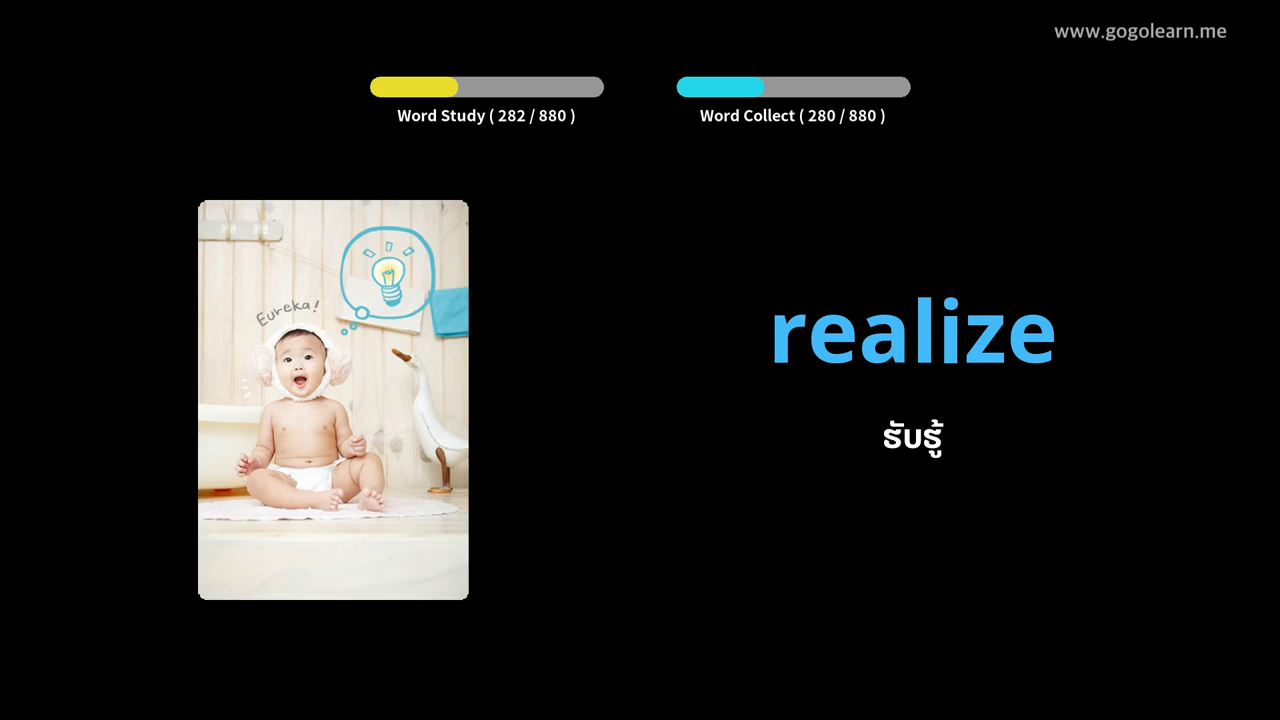 www.gogolearn.me
Word Study ( 282 / 880 )
Word Collect ( 280 / 880 )
Eureka!
realize
รับรู้